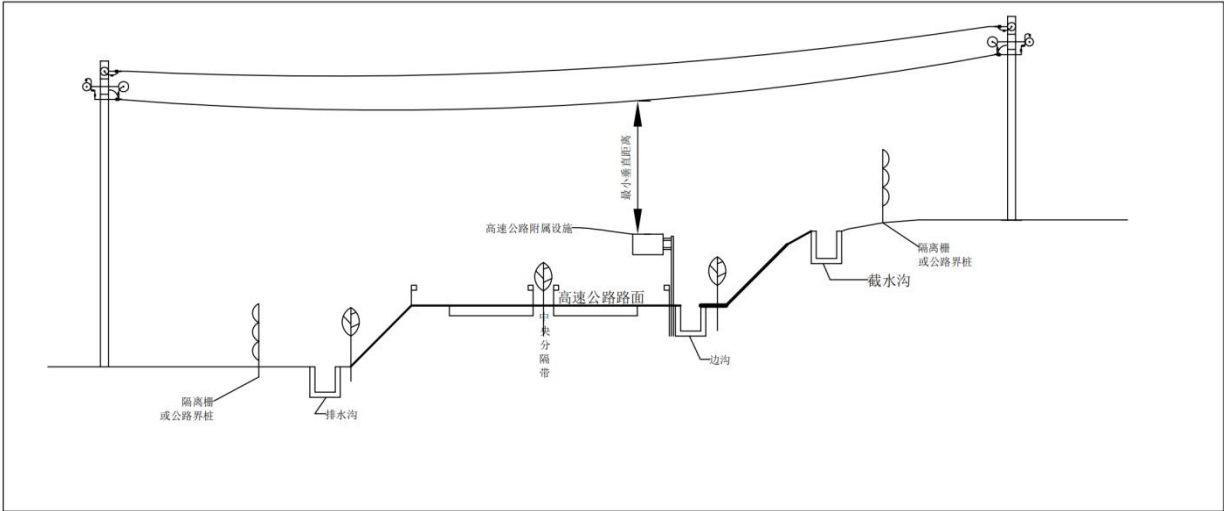 最小垂直距离
高速公路附属设施
隔离栅
或公路界桩
截水沟
高速公路路面
中央分隔带
边沟
隔离栅
或公路界桩
排水沟